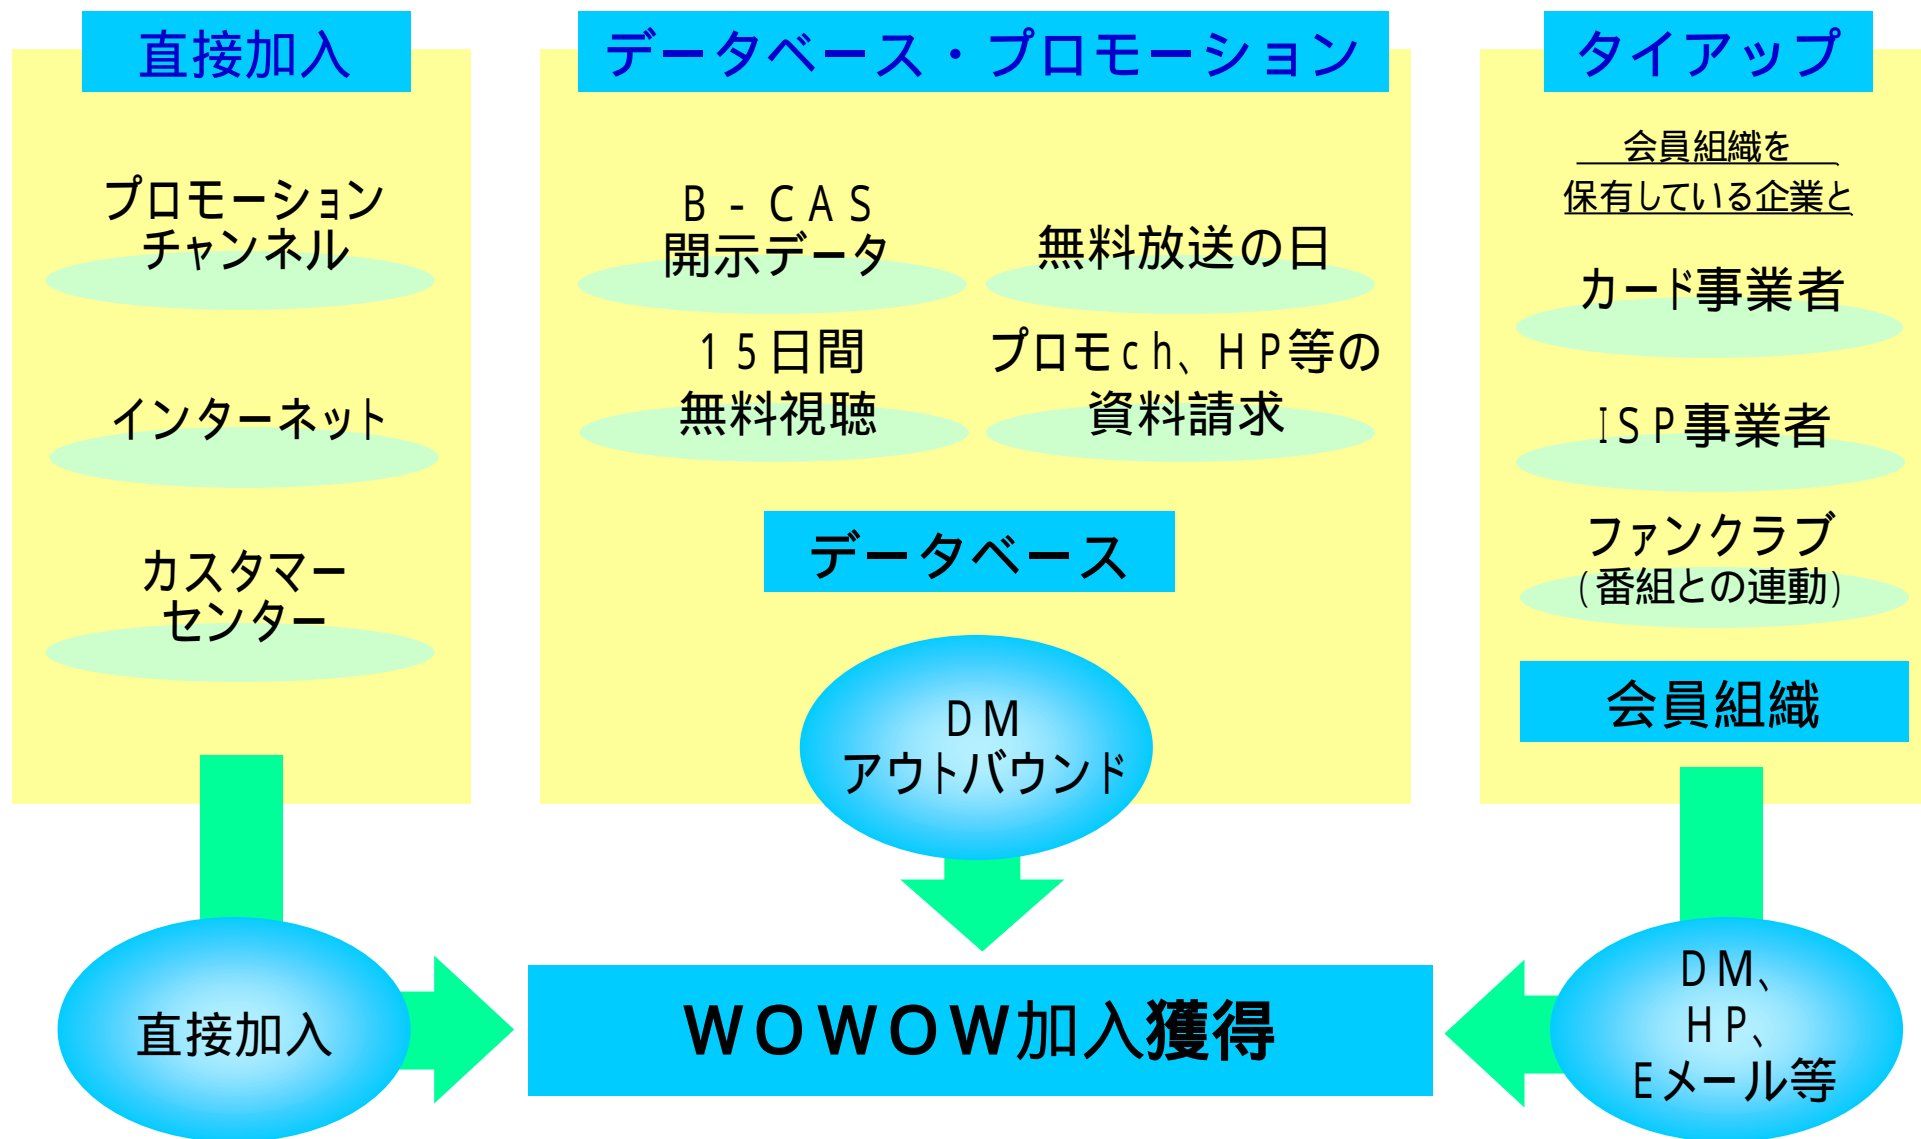 直接加入
プロモーション
チャンネル
インターネット
カスタマー
センター
直接加入
データベース・プロモーション
Ｂ－ＣＡＳ
開示データ
無料放送の日
１５日間
無料視聴
プロモｃｈ、ＨＰ等の
資料請求
データベース
ＤＭ
アウトバウンド
タイアップ
会員組織を
保有している企業と
カード事業者
ＩＳＰ事業者
ファンクラブ
(番組との連動)
会員組織
ＤＭ、
ＨＰ、
Ｅメール等
ＷＯＷＯＷ加入獲得